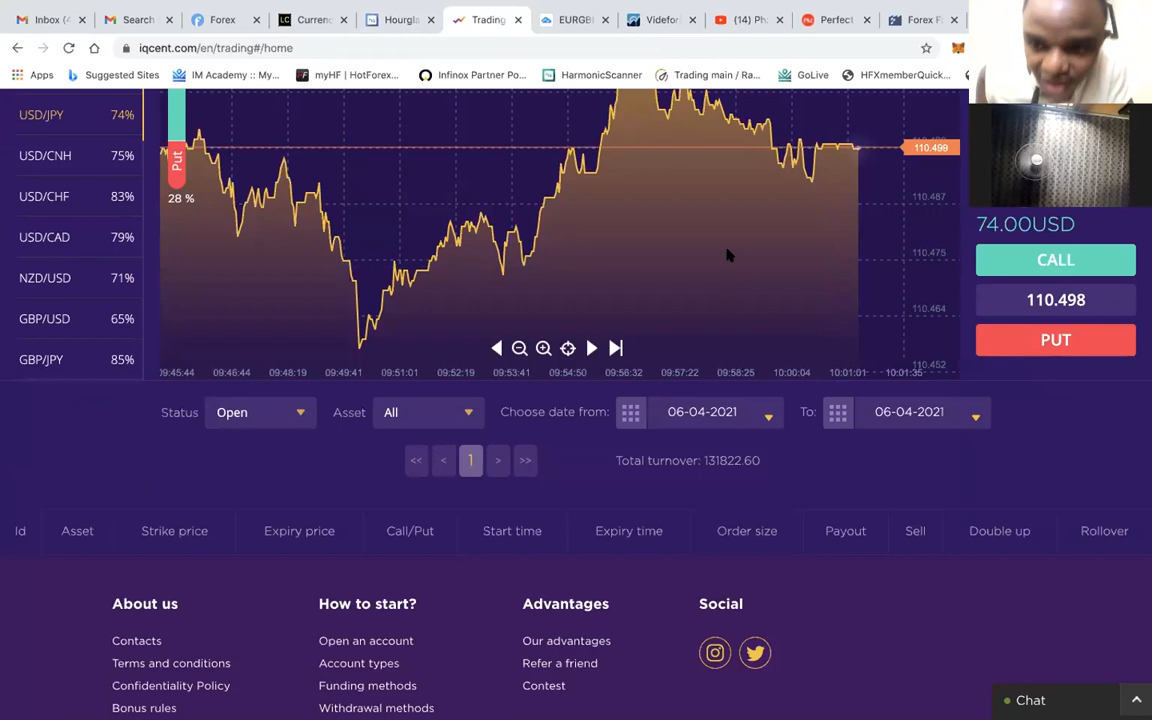 Inbox (4
Search
Forex
Currenc
Hourgla
Trading
EURGBI
Videfor
(14) Ph
Perfect
Forex F
iqcent.com/en/trading#/home
Apps
Suggested Sites
IM Academy :: My...
myHF | HotForex...
Infinox Partner Po...
HarmonicScanner
Trading main / Ra...
GoLive
HFXmemberQuick...
USD/JPY 74%
USD/CNH 75%
USD/CHF 83%
USD/CAD 79%
NZD/USD 71%
GBP/USD 65%
GBP/JPY 85%
Put
28 %
110.499
110.487
110.475
110.464
110.452
09:45:44 09:46:44 09:48:19 09:49:41 09:51:01 09:52:19 09:53:41 09:54:50 09:56:32 09:57:22 09:58:25 10:00:04 10:01:01 10:01:35
74.00USD
CALL
110.498
PUT
Status Open Asset All Choose date from: 06-04-2021 To: 06-04-2021
<< < 1 > >> Total turnover: 131822.60
Id Asset Strike price Expiry price Call/Put Start time Expiry time Order size Payout Sell Double up Rollover
About us
Contacts
Terms and conditions
Confidentiality Policy
Bonus rules
How to start?
Open an account
Account types
Funding methods
Withdrawal methods
Advantages
Our advantages
Refer a friend
Contest
Social
Chat